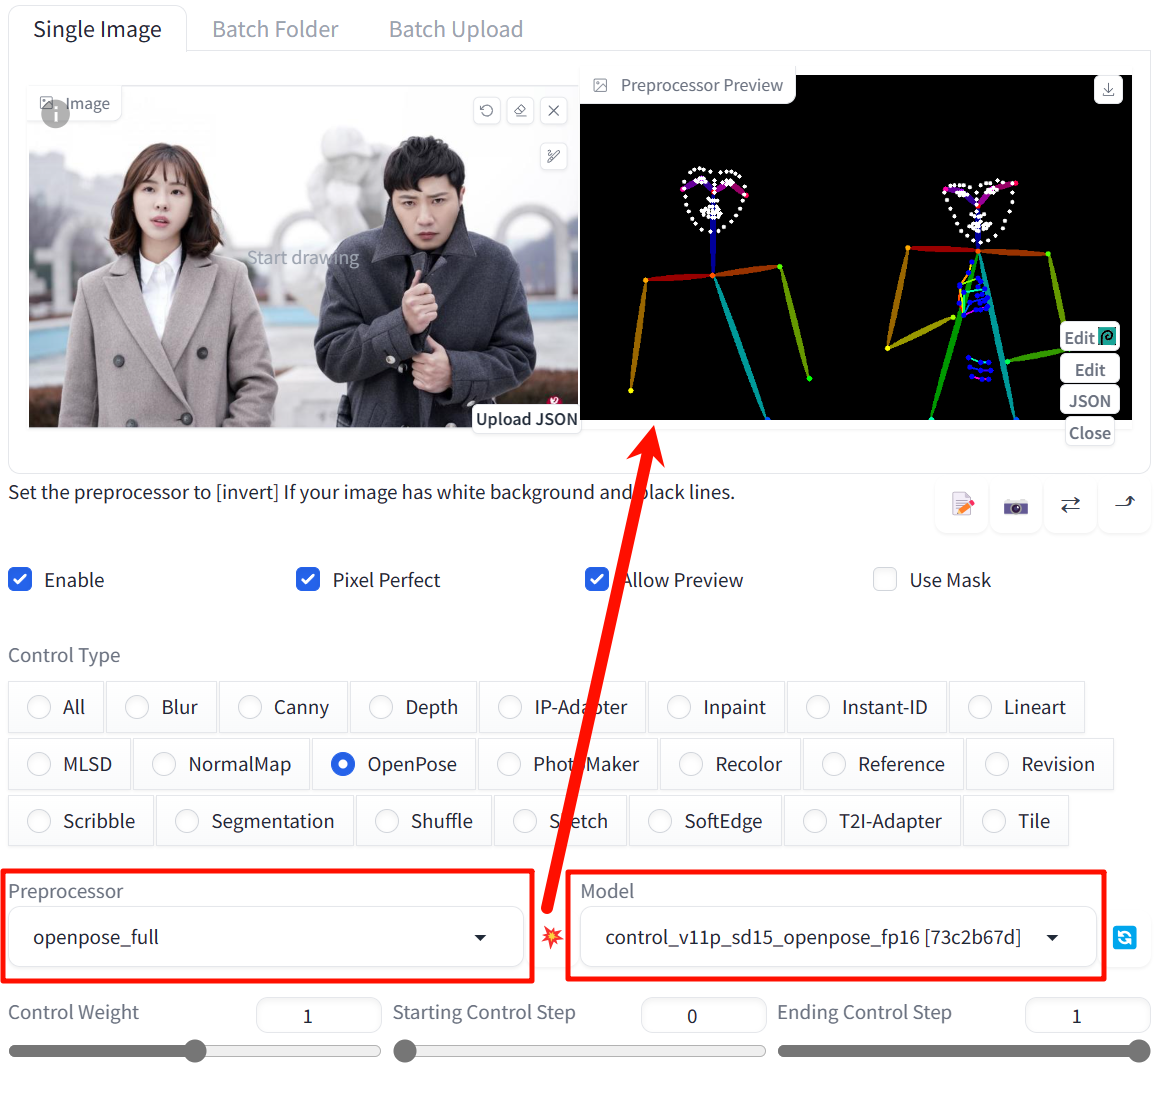 Single Image
Batch Folder
Batch Upload
Image
Preprocessor Preview
Start drawing
Upload JSON
Edit
Edit
JSON
Close
Set the preprocessor to [invert] If your image has white background and black lines.
Enable
Pixel Perfect
Allow Preview
Use Mask
Control Type
All
Blur
Canny
Depth
IP-Adapter
Inpaint
Instant-ID
Lineart
MLSD
NormalMap
OpenPose
PhotoMaker
Recolor
Reference
Revision
Scribble
Segmentation
Shuffle
Sketch
SoftEdge
T2I-Adapter
Tile
Preprocessor
openpose_full
Model
control_v11p_sd15_openpose_fp16 [73c2b67d]
Control Weight
1
Starting Control Step
0
Ending Control Step
1